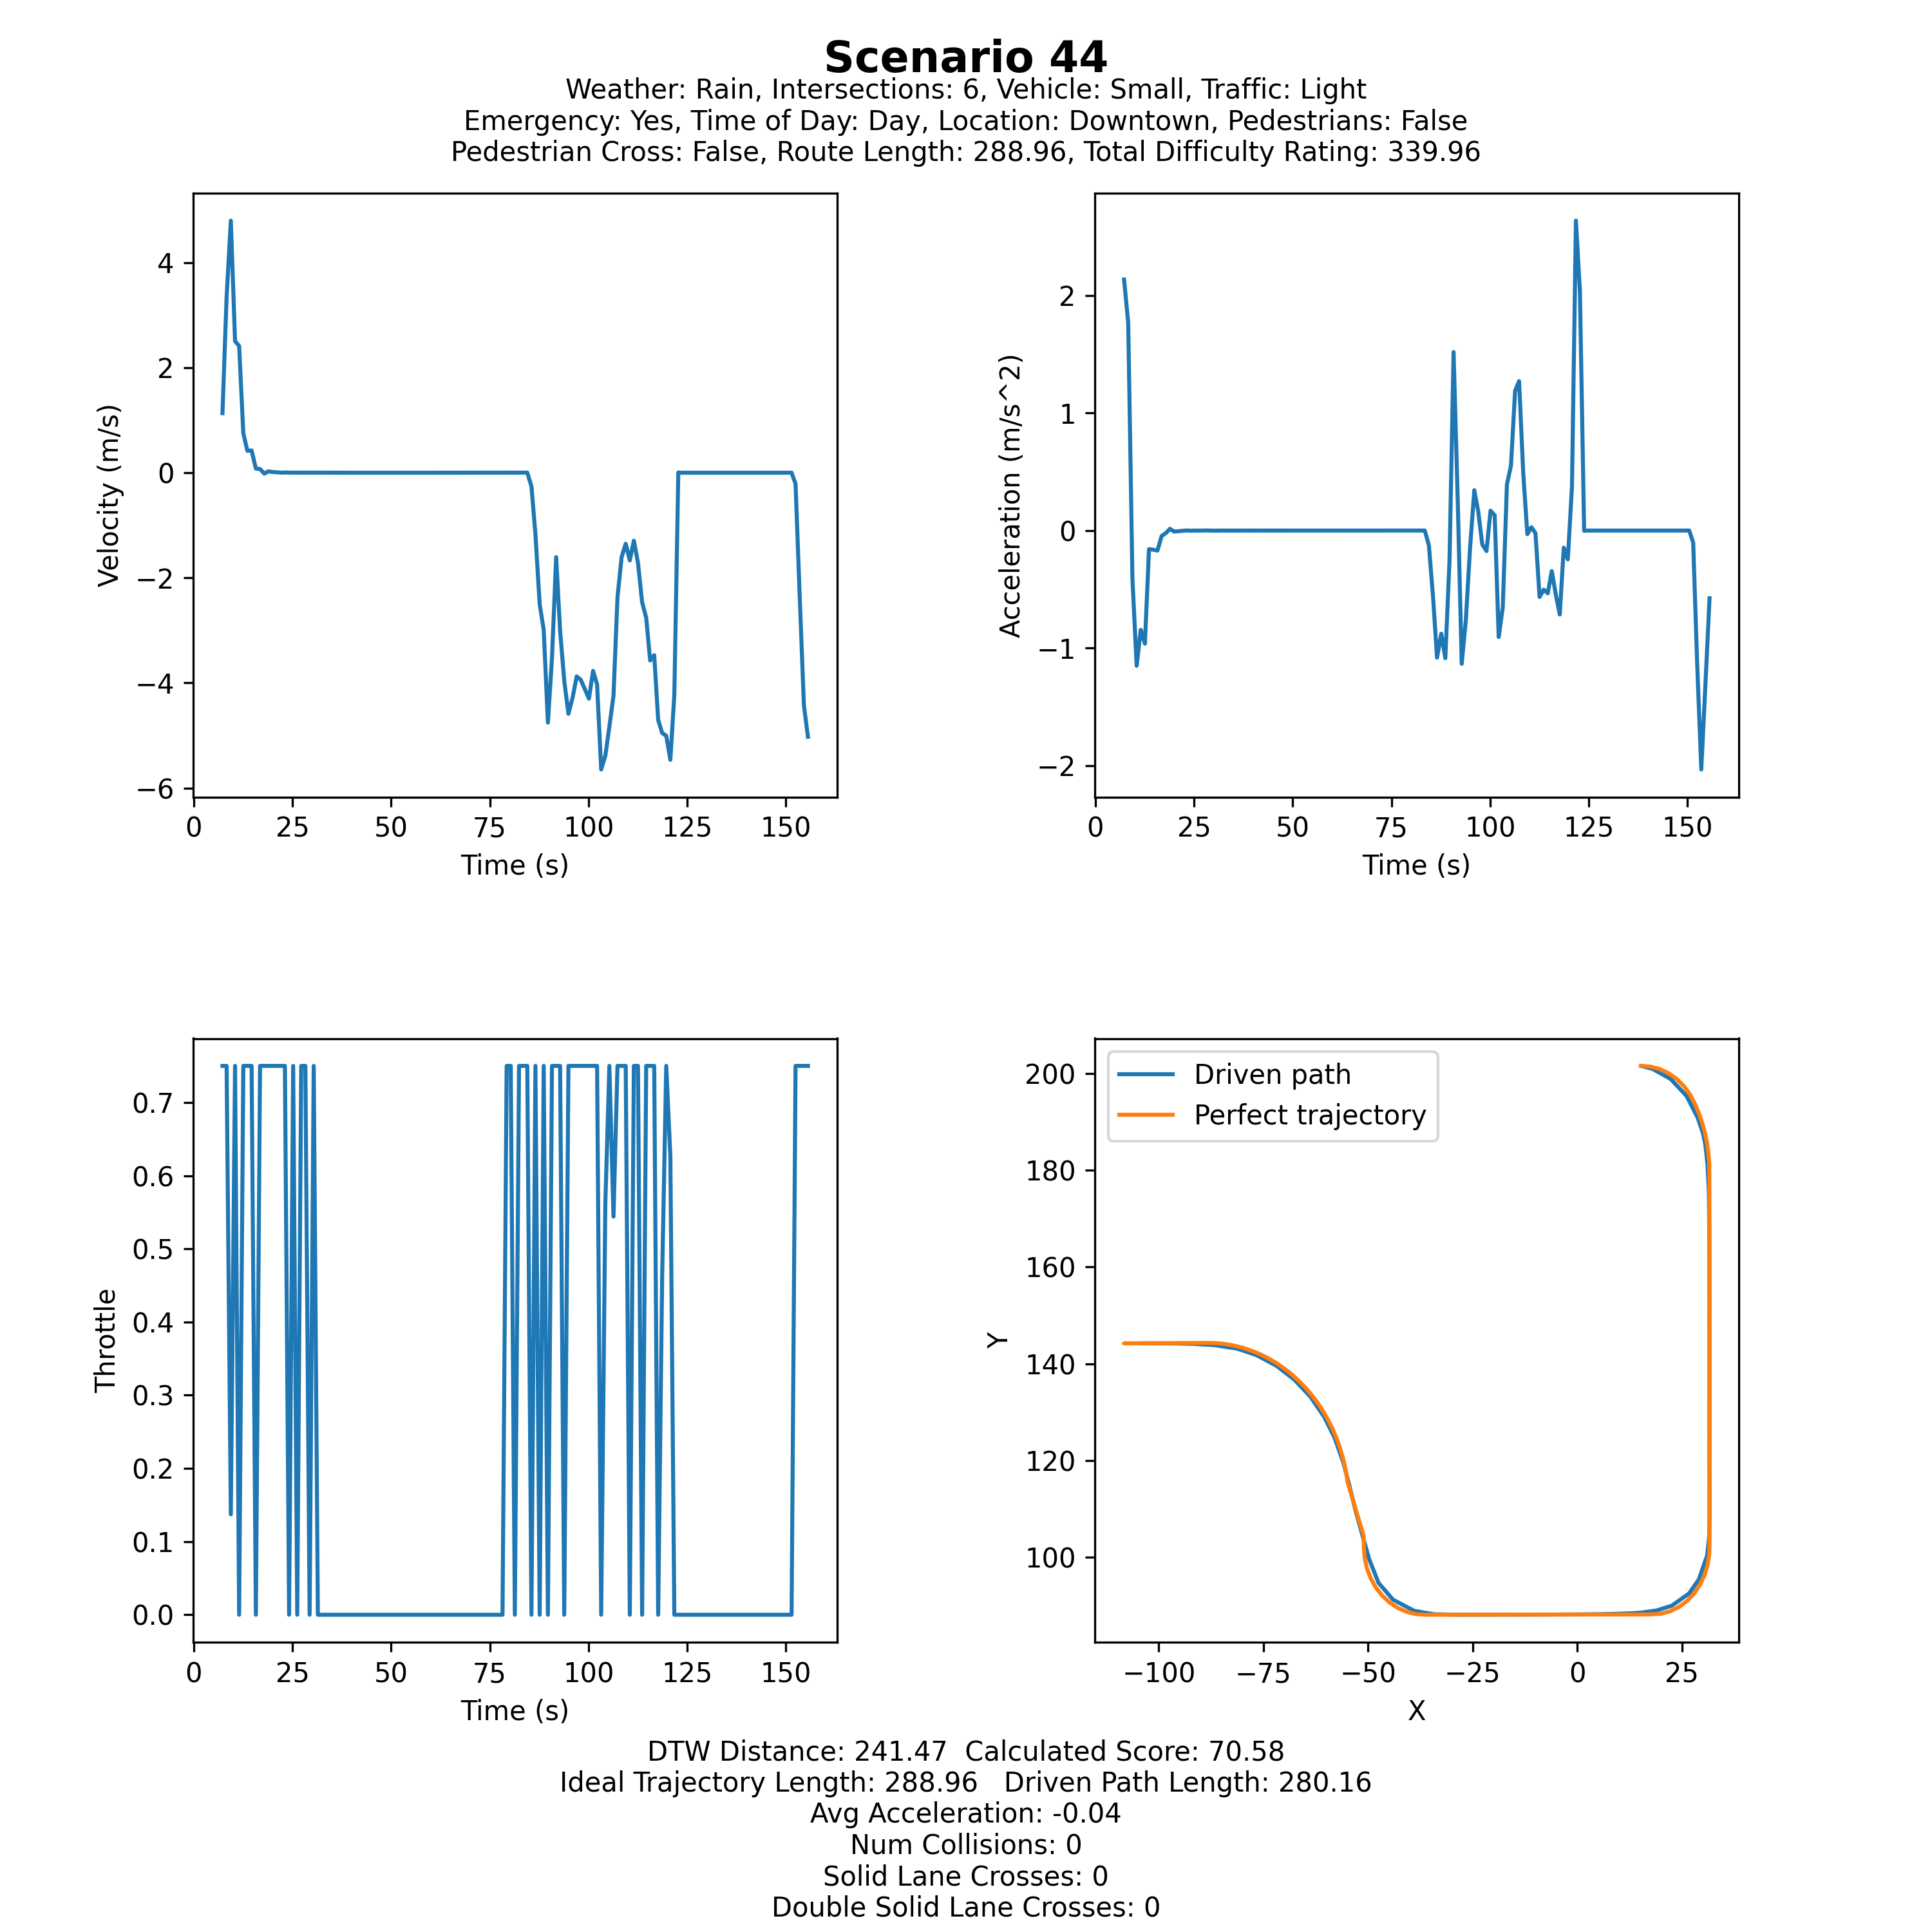 Scenario 44
Weather: Rain, Intersections: 6, Vehicle: Small, Traffic: Light
Emergency: Yes, Time of Day: Day, Location: Downtown, Pedestrians: False
Pedestrian Cross: False, Route Length: 288.96, Total Difficulty Rating: 339.96
4
2
0
−2
−4
−6
Velocity (m/s)
0 25 50 75 100 125 150
Time (s)
2
1
0
−1
−2
Acceleration (m/s^2)
0 25 50 75 100 125 150
Time (s)
0.7
0.6
0.5
0.4
0.3
0.2
0.1
0.0
Throttle
0 25 50 75 100 125 150
Time (s)
Driven path
Perfect trajectory
200
180
160
140
120
100
Y
−100 −75 −50 −25 0 25
X
DTW Distance: 241.47 Calculated Score: 70.58
Ideal Trajectory Length: 288.96 Driven Path Length: 280.16
Avg Acceleration: -0.04
Num Collisions: 0
Solid Lane Crosses: 0
Double Solid Lane Crosses: 0